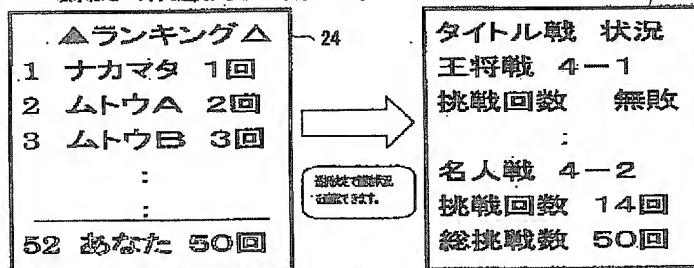 ▲ランキング△
24
1 ナカマタ 1回
2 ムトウA 2回
3 ムトウB 3回
:
:
52 あなた 50回
タイトル戦 状況
王将戦 4-1
挑戦回数 無敗
:
名人戦 4-2
挑戦回数 14回
総挑戦数 50回